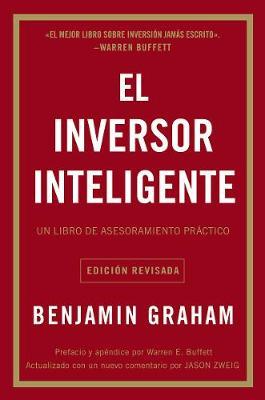 «EL MEJOR LIBRO SOBRE INVERSIÓN JAMÁS ESCRITO».
—WARREN BUFFETT
EL
INVERSOR
INTELIGENTE
UN LIBRO DE ASESORAMIENTO PRÁCTICO
EDICIÓN REVISADA
BENJAMIN GRAHAM
Prefacio y apéndice por Warren E. Buffett
Actualizado con un nuevo comentario por JASON ZWEIG